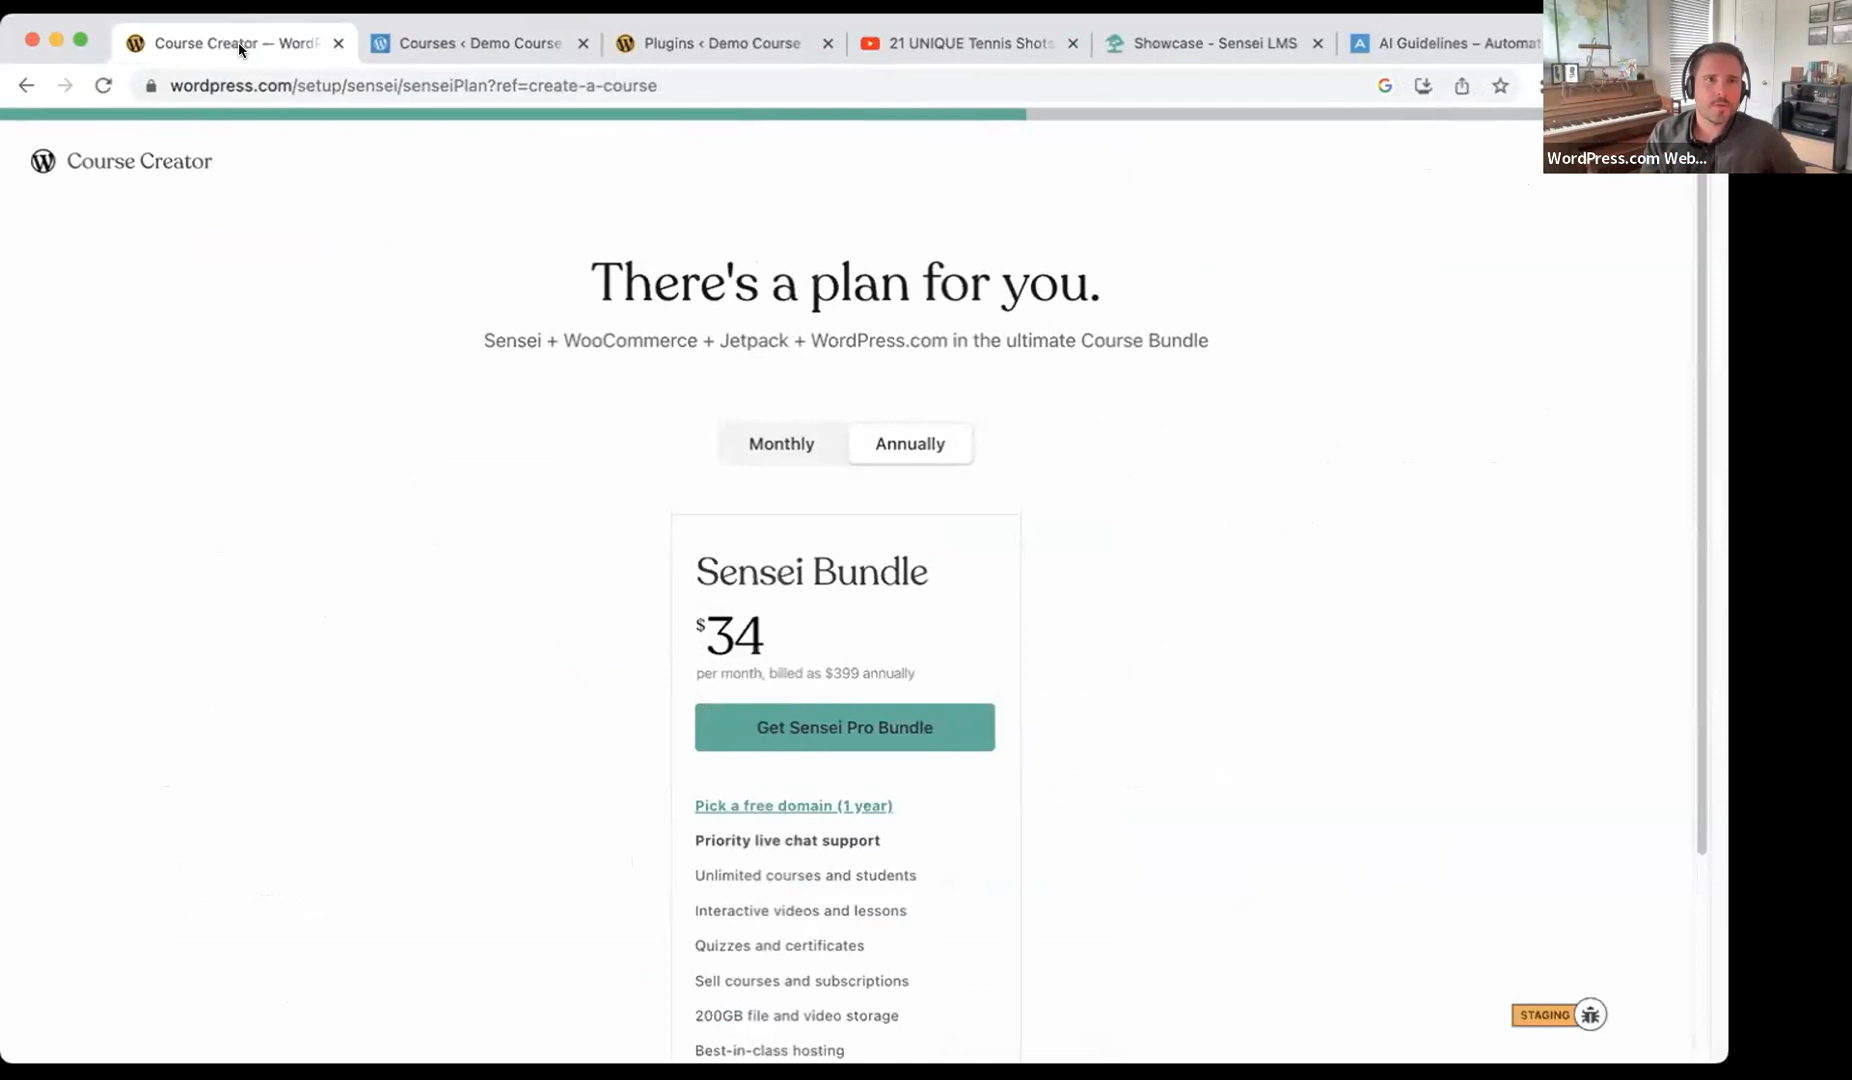 Course Creator — WordP
Courses ‹ Demo Course
Plugins ‹ Demo Course
21 UNIQUE Tennis Shots
Showcase - Sensei LMS
AI Guidelines – Automat
wordpress.com/setup/sensei/senseiPlan?ref=create-a-course
WordPress.com Web...
Course Creator
There's a plan for you.
Sensei + WooCommerce + Jetpack + WordPress.com in the ultimate Course Bundle
Monthly
Annually
Sensei Bundle
$34
per month, billed as $399 annually
Get Sensei Pro Bundle
Pick a free domain (1 year)
Priority live chat support
Unlimited courses and students
Interactive videos and lessons
Quizzes and certificates
Sell courses and subscriptions
200GB file and video storage
Best-in-class hosting
STAGING